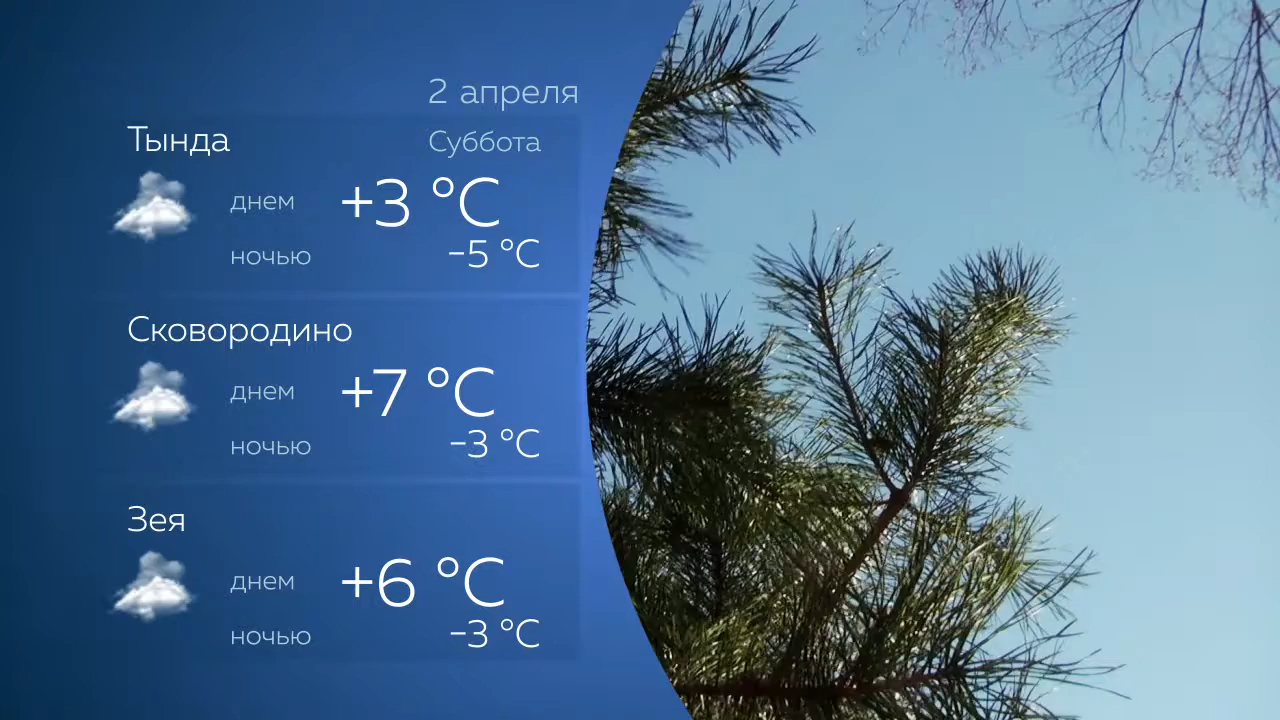 2 апреля
Суббота
Тында
днем +3 °C
ночью -5 °C
Сковородино
днем +7 °C
ночью -3 °C
Зея
днем +6 °C
ночью -3 °C